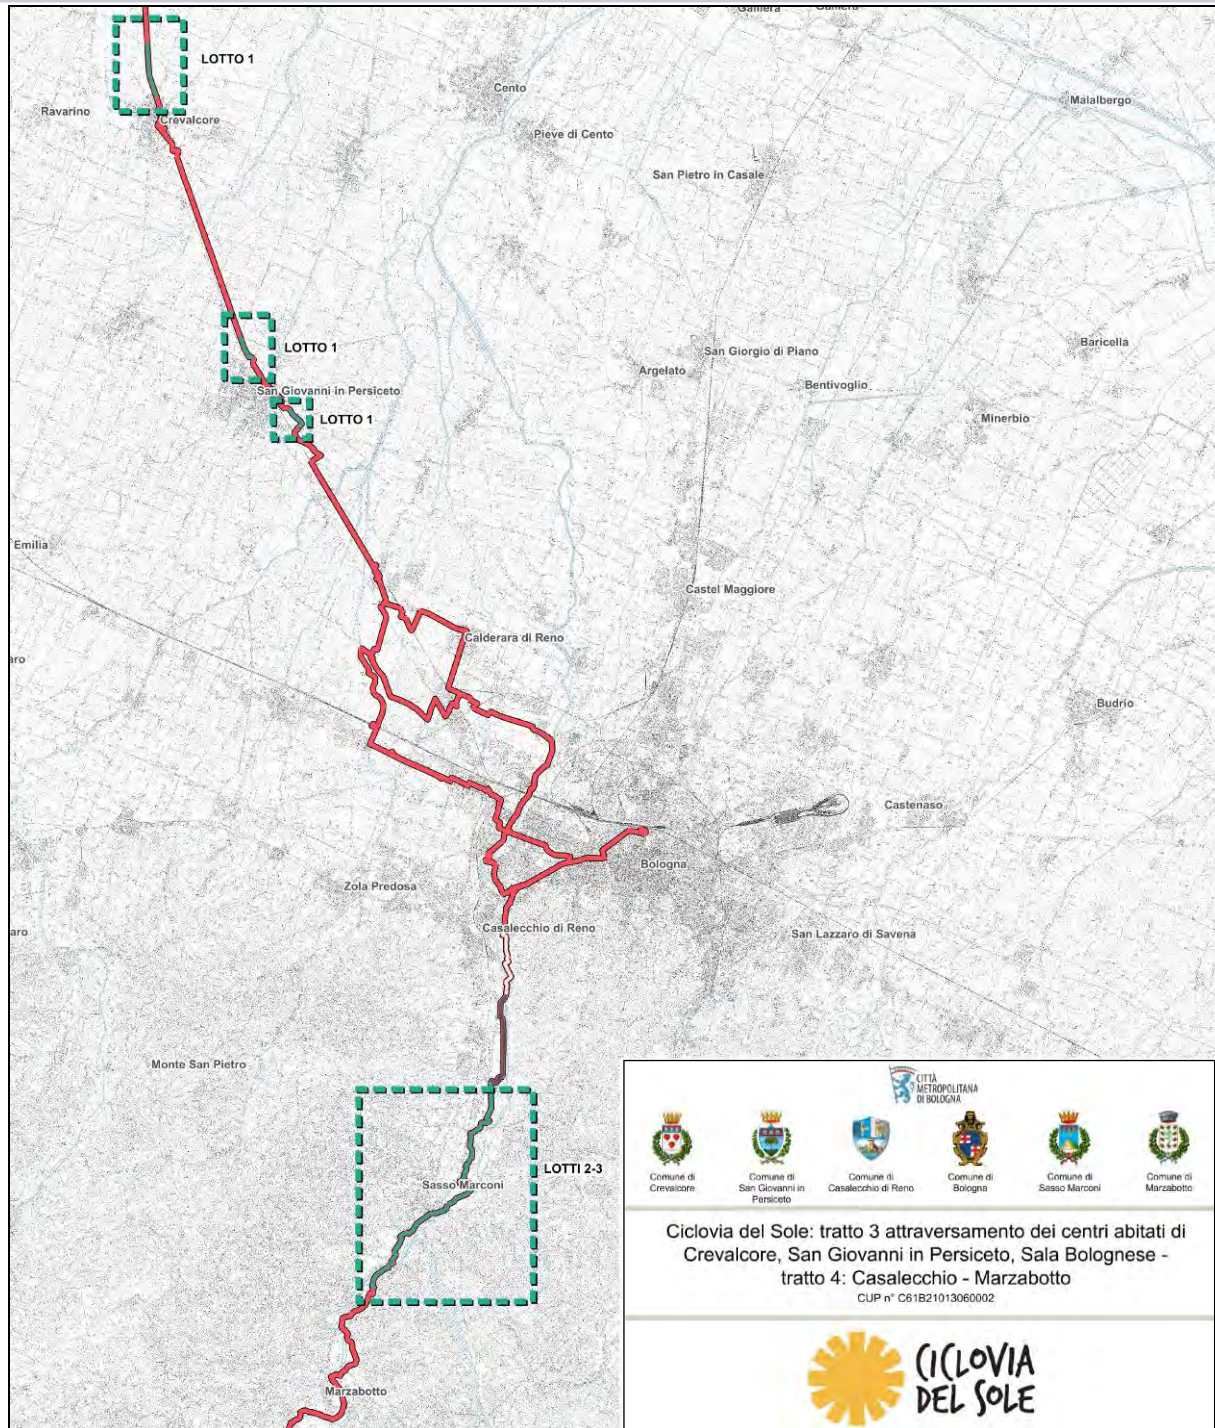 Galliera
Galliera
LOTTO 1
Cento
Malalbergo
Ravarino
Crevalcore
Pieve di Cento
San Pietro in Casale
LOTTO 1
San Giorgio di Piano
Baricella
Argelato
Bentivoglio
San Giovanni in Persiceto
LOTTO 1
Minerbio
Emilia
Castel Maggiore
Calderara di Reno
aro
Budrio
Castenaso
Bologna
Zola Predosa
Casalecchio di Reno
San Lazzaro di Savena
aro
Monte San Pietro
LOTTI 2-3
Sasso Marconi
Marzabotto
CITTÀ
METROPOLITANA
DI BOLOGNA
Comune di
Crevalcore
Comune di
San Giovanni in
Persiceto
Comune di
Casalecchio di Reno
Comune di
Bologna
Comune di
Sasso Marconi
Comune di
Marzabotto
Ciclovia del Sole: tratto 3 attraversamento dei centri abitati di
Crevalcore, San Giovanni in Persiceto, Sala Bolognese -
tratto 4: Casalecchio - Marzabotto
CUP n° C61B21013060002
CICLOVIA
DEL SOLE